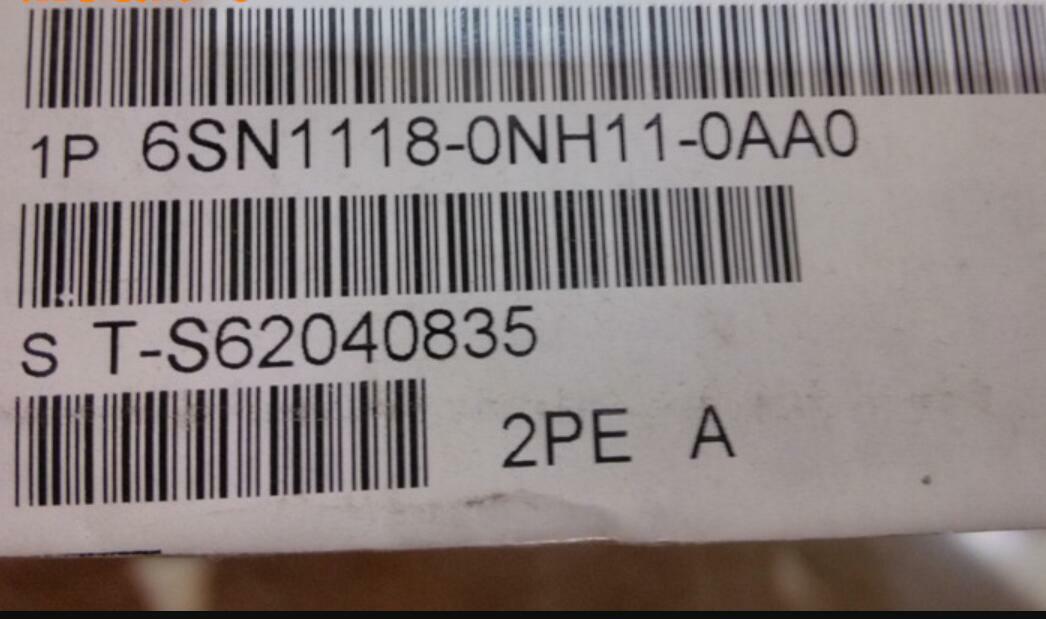 1P 6SN1118-0NH11-0AA0
S T-S62040835
2PE A